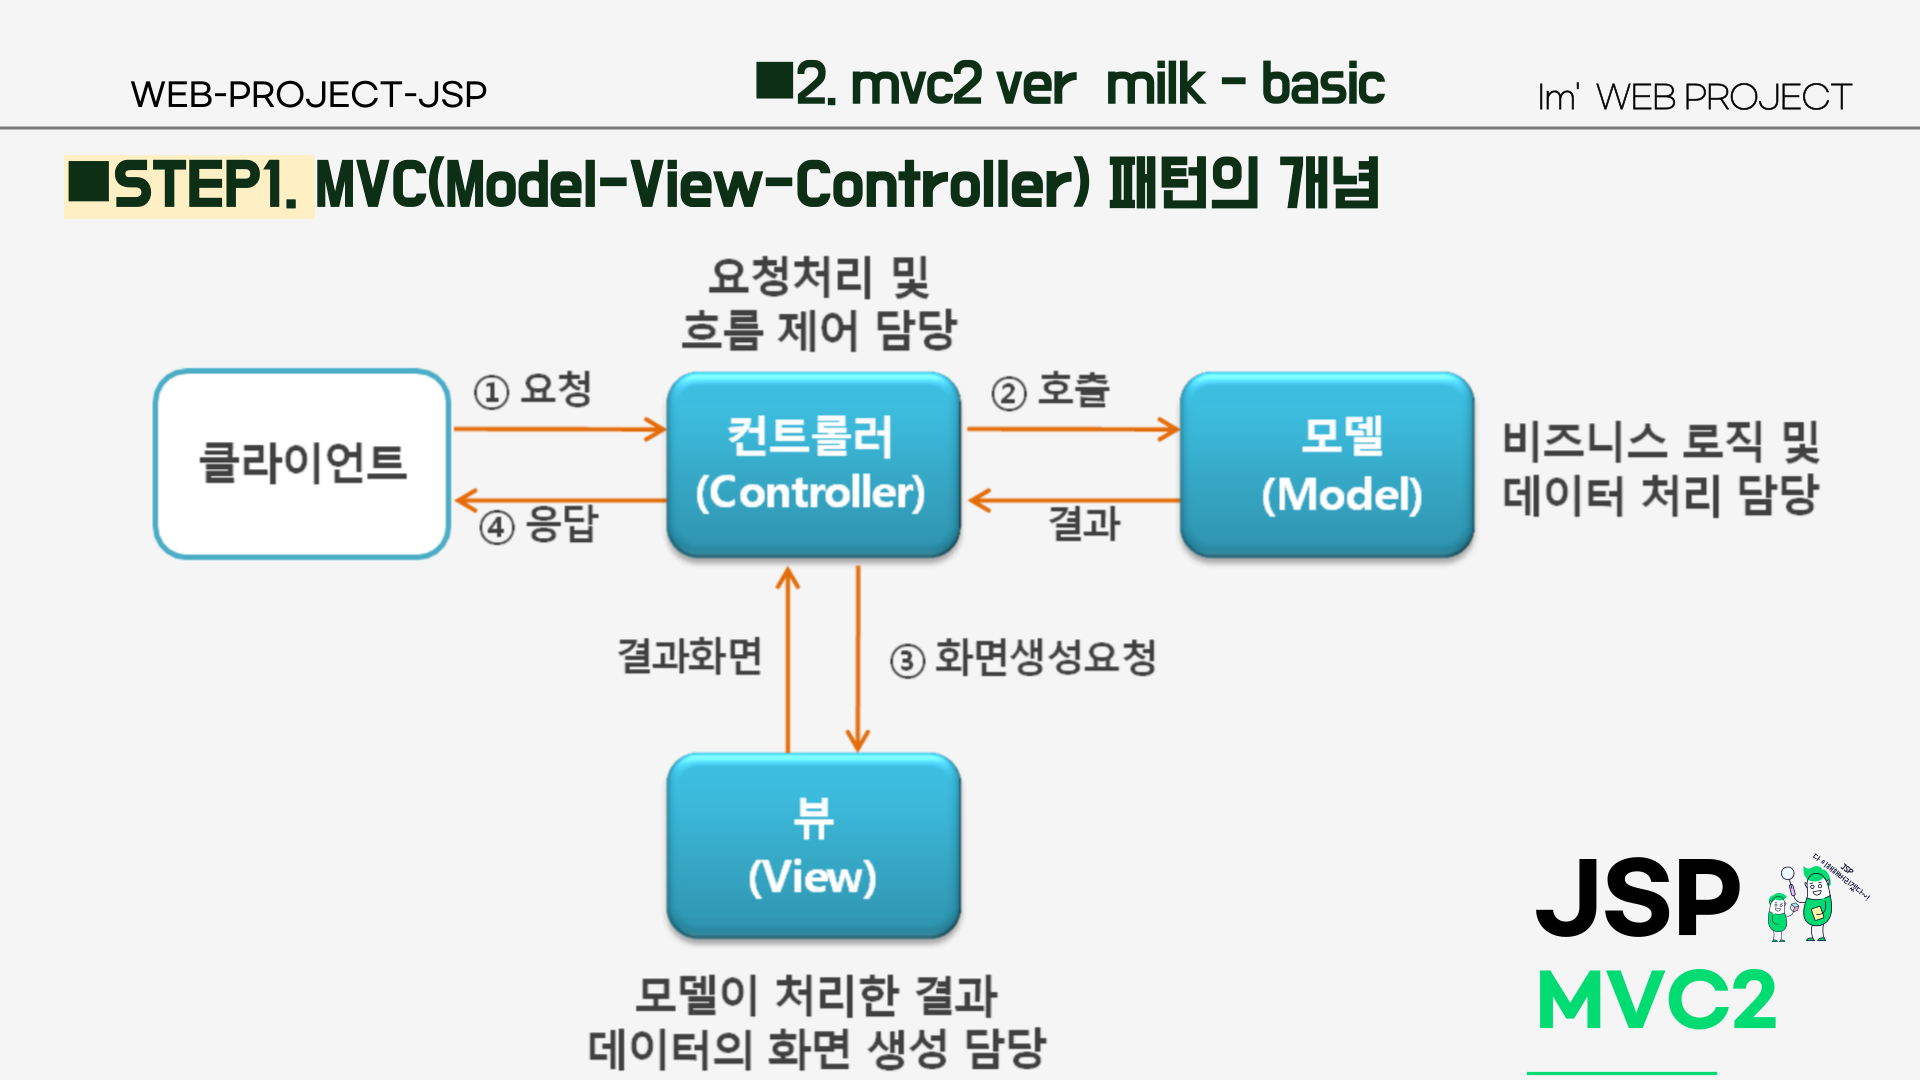 WEB-PROJECT-JSP
■2. mvc2 ver milk - basic
Im' WEB PROJECT
■STEP1. MVC(Model-View-Controller) 패턴의 개념
요청처리 및
흐름 제어 담당
클라이언트
① 요청
컨트롤러
(Controller)
② 호출
모델
(Model)
비즈니스 로직 및
데이터 처리 담당
④ 응답
결과
결과화면
③ 화면생성요청
뷰
(View)
모델이 처리한 결과
데이터의 화면 생성 담당
JSP
JSP
MVC2